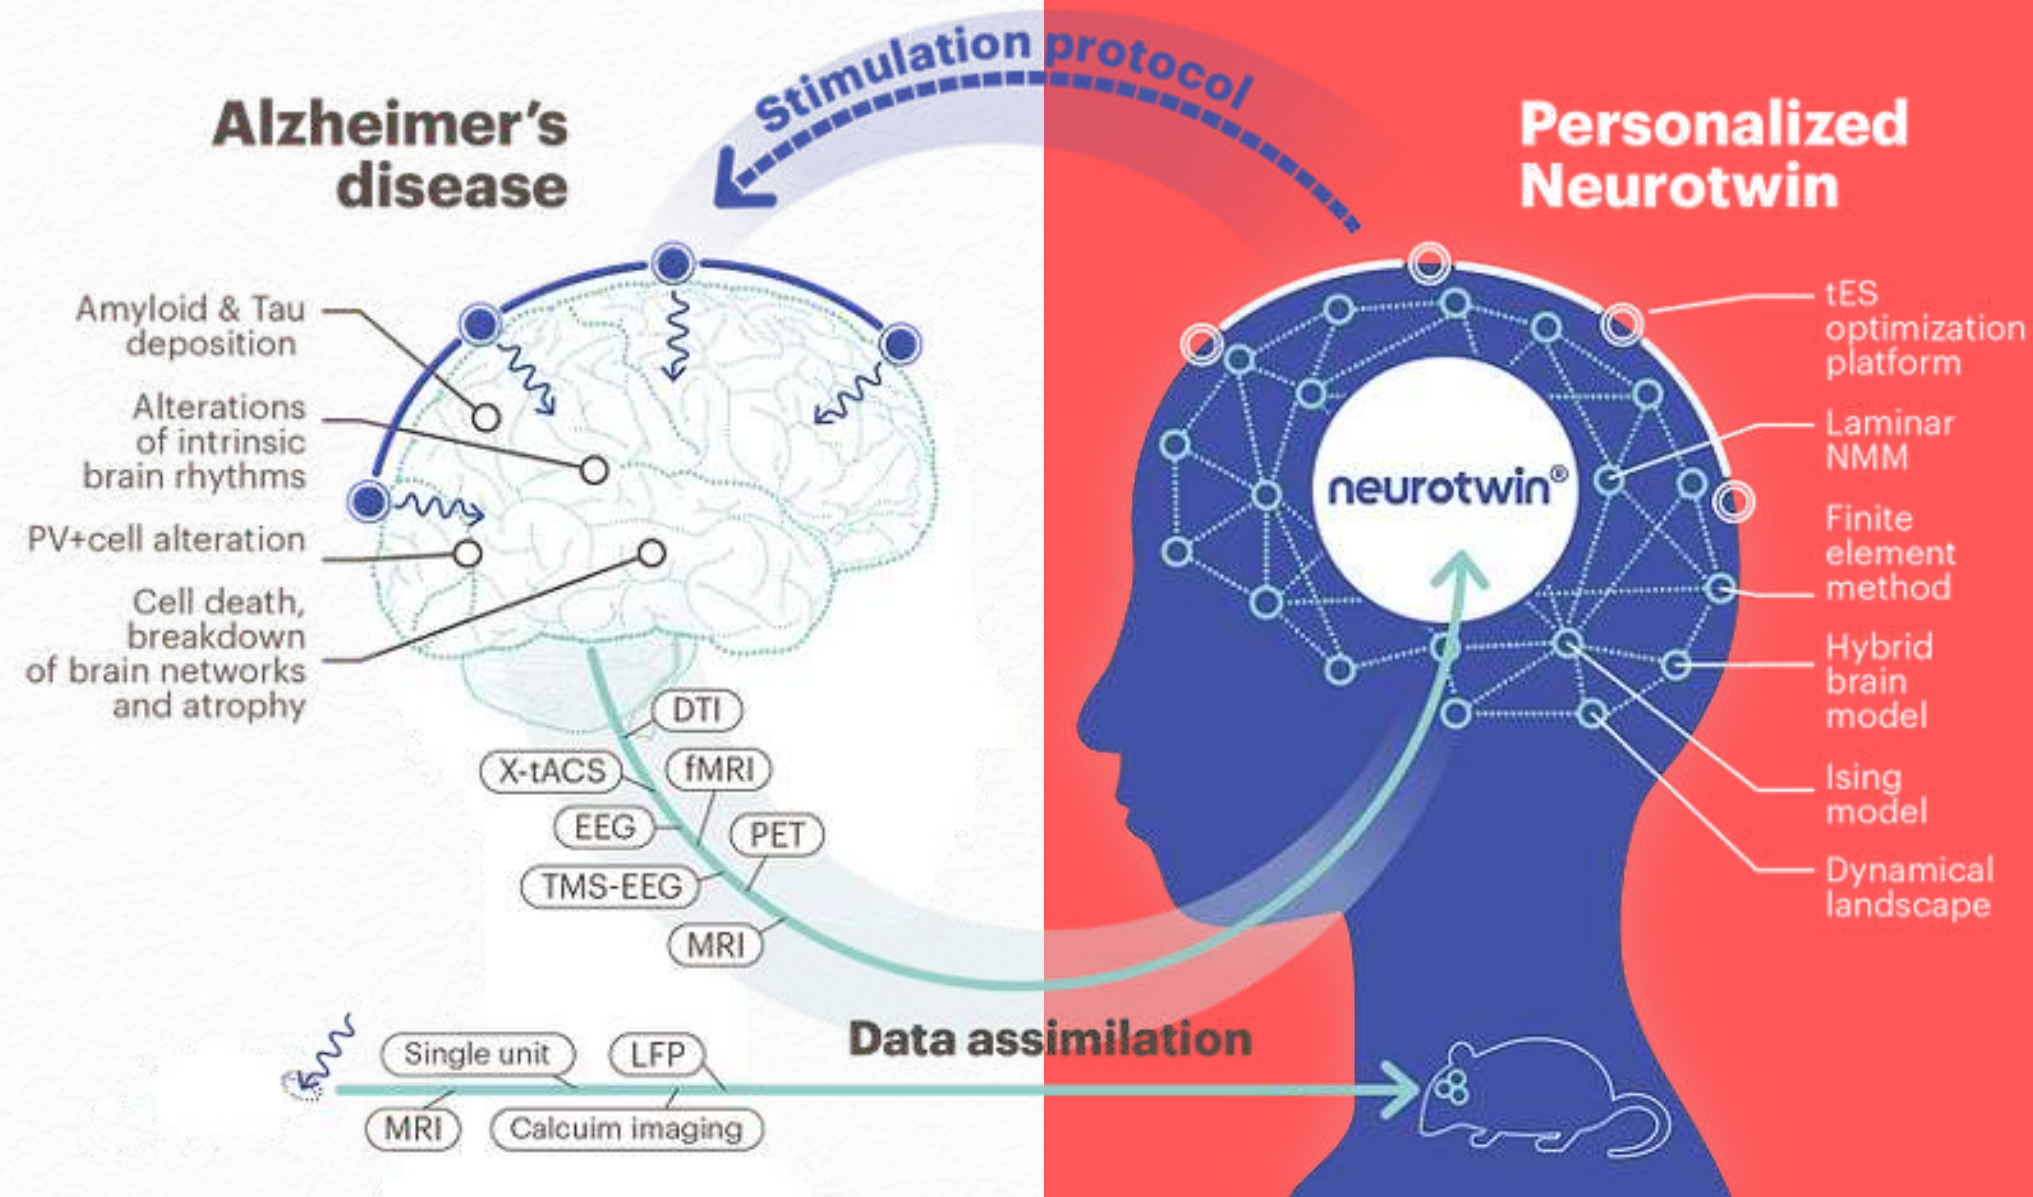 Stimulation protocol
Alzheimer's
disease
Personalized
Neurotwin
Amyloid & Tau
deposition
Alterations
of intrinsic
brain rhythms
PV+cell alteration
Cell death,
breakdown
of brain networks
and atrophy
neurotwin®
tES
optimization
platform
Laminar
NMM
Finite
element
method
Hybrid
brain
model
Ising
model
Dynamical
landscape
DTI
X-tACS
fMRI
EEG
PET
TMS-EEG
MRI
Data assimilation
Single unit
LFP
MRI
Calcuim imaging